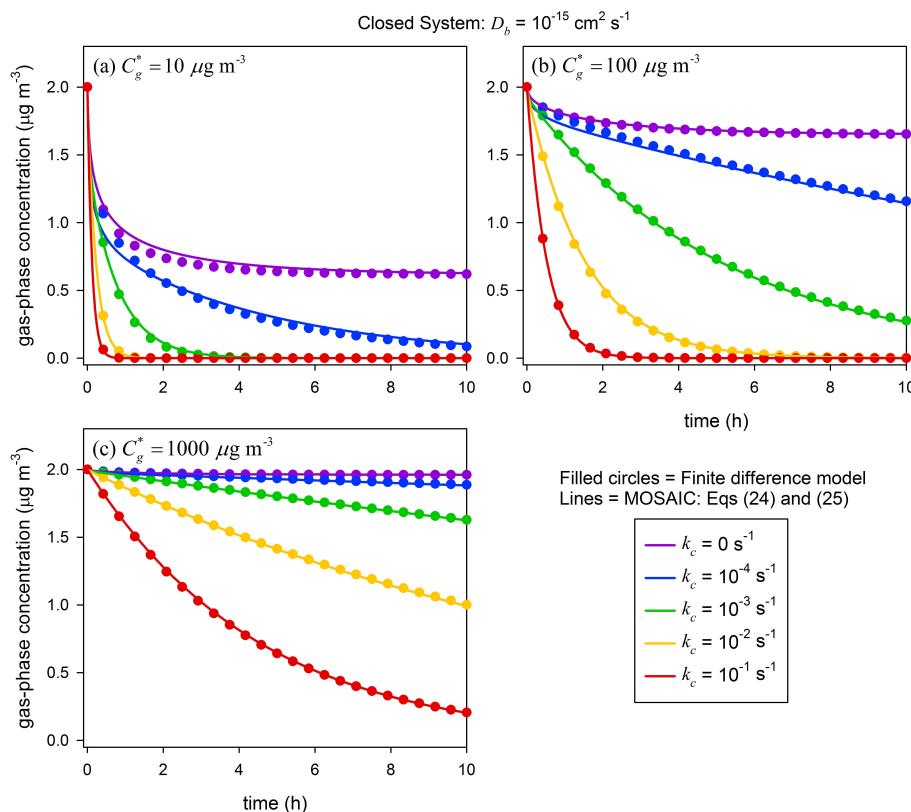 Closed System: D_b = 10⁻¹⁵ cm² s⁻¹
(a) C_g^* = 10 μg m⁻³
gas-phase concentration (μg m⁻³)
2.0
1.5
1.0
0.5
0.0
0 2 4 6 8 10
(b) C_g^* = 100 μg m⁻³
2.0
1.5
1.0
0.5
0.0
0 2 4 6 8 10
time (h)
(c) C_g^* = 1000 μg m⁻³
gas-phase concentration (μg m⁻³)
2.0
1.5
1.0
0.5
0.0
0 2 4 6 8 10
time (h)
Filled circles = Finite difference model
Lines = MOSAIC: Eqs (24) and (25)
k_c = 0 s⁻¹
k_c = 10⁻⁴ s⁻¹
k_c = 10⁻³ s⁻¹
k_c = 10⁻² s⁻¹
k_c = 10⁻¹ s⁻¹